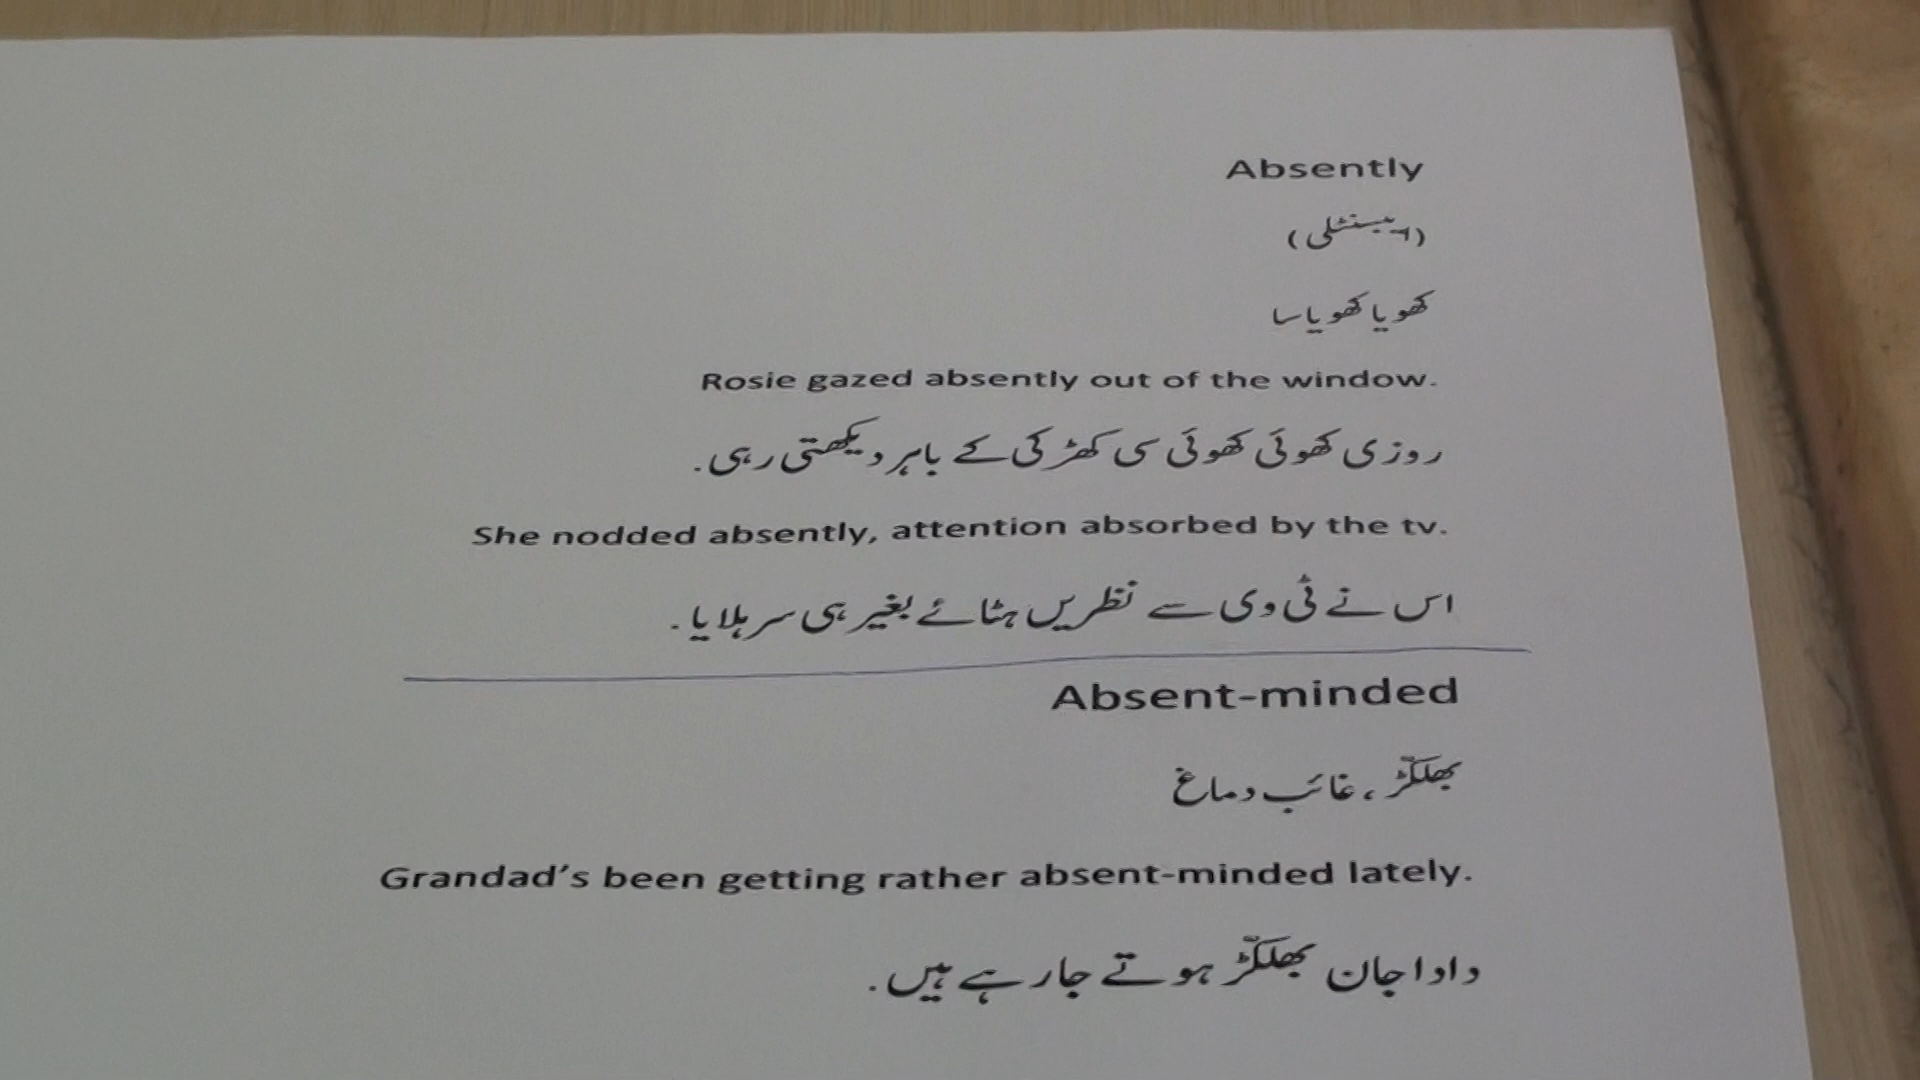 Absently
(ایبسنٹلی)
کھویا کھویا سا
Rosie gazed absently out of the window.
روزی کھوئی کھوئی سی کھڑکی کے باہر دیکھتی رہی.
She nodded absently, attention absorbed by the tv.
اس نے ٹی وی سے نظریں ہٹائے بغیر ہی سر ہلایا.
Absent-minded
بھلکّڑ، غائب دماغ
Grandad’s been getting rather absent-minded lately.
دادا جان بھلکّڑ ہوتے جا رہے ہیں.